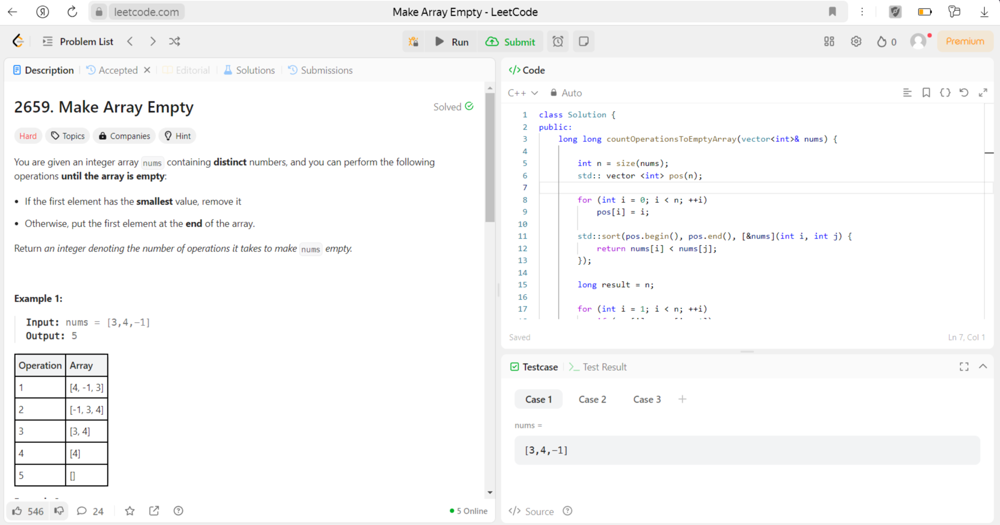 Я leetcode.com Make Array Empty - LeetCode
Problem List Run Submit 0 Premium
Description Accepted Editorial Solutions Submissions
2659. Make Array Empty Solved
Hard Topics Companies Hint
You are given an integer array nums containing distinct numbers, and you can perform the following
operations until the array is empty:
• If the first element has the smallest value, remove it
• Otherwise, put the first element at the end of the array.
Return an integer denoting the number of operations it takes to make nums empty.
Example 1:
Input: nums = [3,4,-1]
Output: 5
Operation Array
1 [4, -1, 3]
2 [-1, 3, 4]
3 [3, 4]
4 [4]
5 []
546 24 5 Online
</> Code
C++ Auto
1 class Solution {
2 public:
3 long long countOperationsToEmptyArray(vector<int>& nums) {
4
5 int n = size(nums);
6 std:: vector <int> pos(n);
7
8 for (int i = 0; i < n; ++i)
9 pos[i] = i;
10
11 std::sort(pos.begin(), pos.end(), [&nums](int i, int j) {
12 return nums[i] < nums[j];
13 });
14
15 long result = n;
16
17 for (int i = 1; i < n; ++i)
Saved Ln 7, Col 1
Testcase Test Result
Case 1 Case 2 Case 3 +
nums =
[3,4,-1]
</> Source